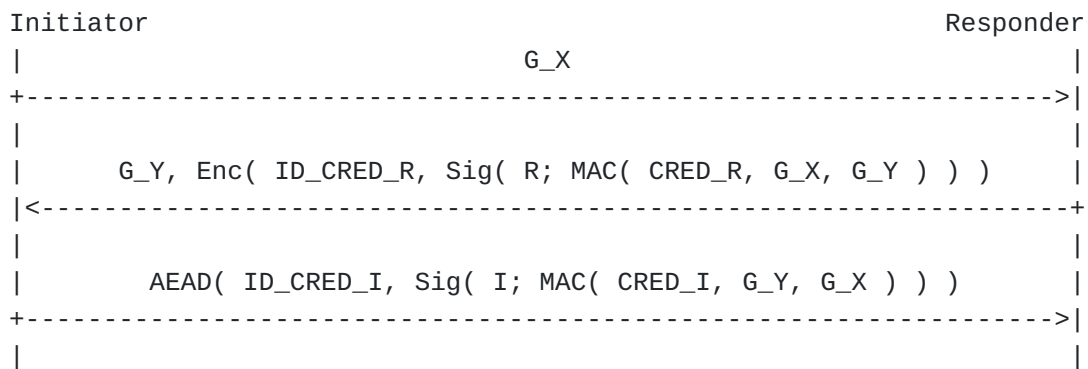 Initiator                                                   Responder
|                                G_X                                |
+------------------------------------------------------------------>|
|                                                                   |
|      G_Y, Enc( ID_CRED_R, Sig( R; MAC( CRED_R, G_X, G_Y ) ) )      |
|<------------------------------------------------------------------+
|                                                                   |
|        AEAD( ID_CRED_I, Sig( I; MAC( CRED_I, G_Y, G_X ) ) )        |
+------------------------------------------------------------------>|
|                                                                   |